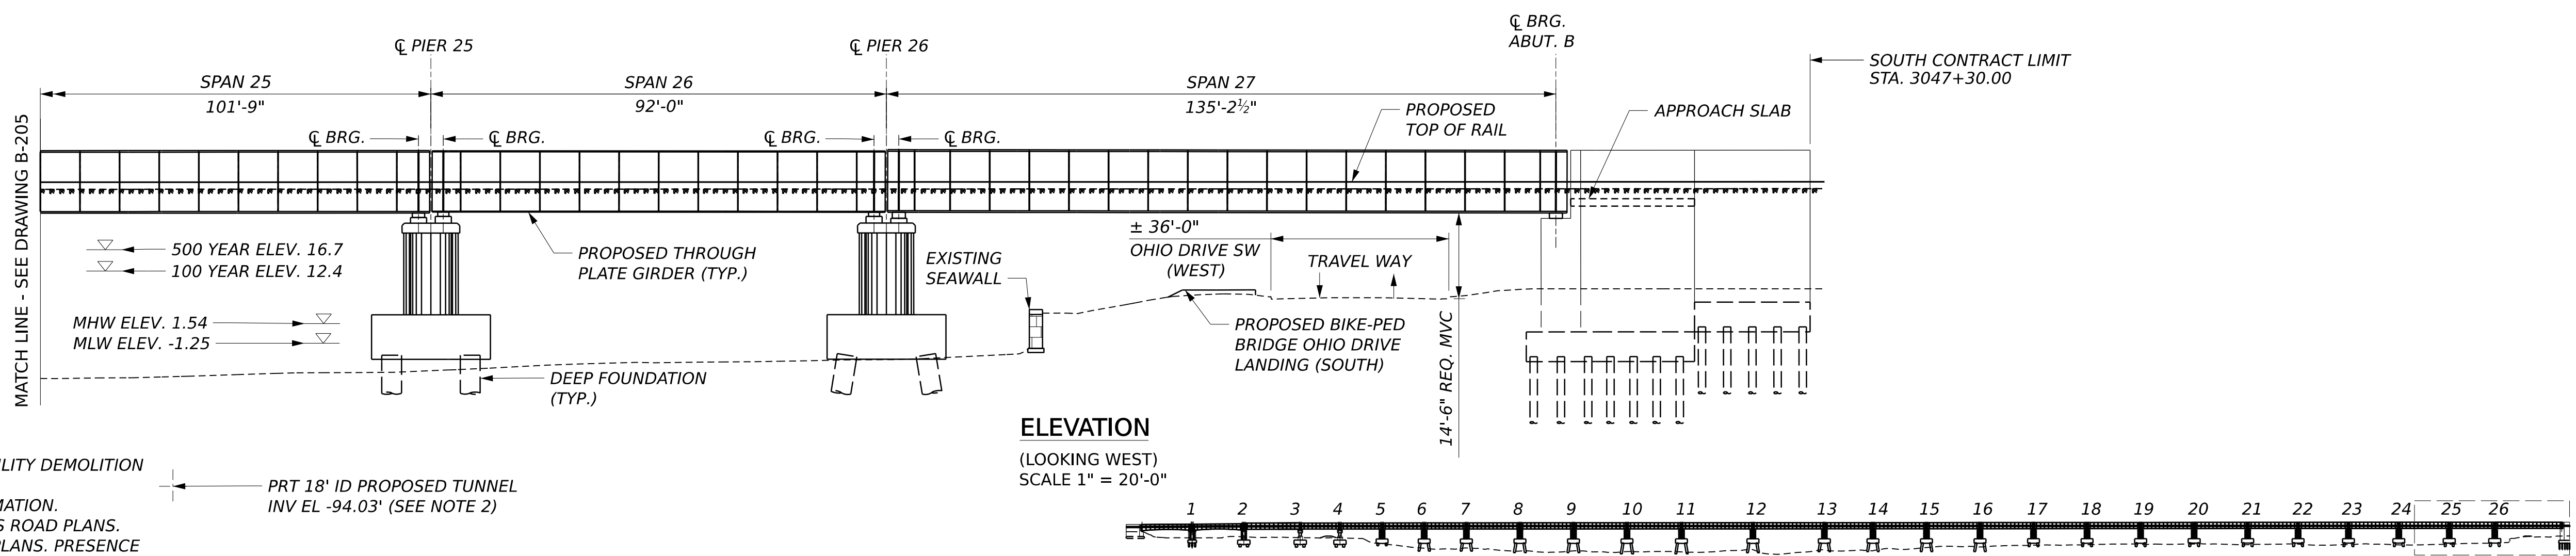 ℄ BRG.
ABUT. B
℄ PIER 25
℄ PIER 26
SOUTH CONTRACT LIMIT
STA. 3047+30.00
SPAN 25
101'-9"
SPAN 26
92'-0"
SPAN 27
135'-2½"
PROPOSED
TOP OF RAIL
APPROACH SLAB
℄ BRG.
℄ BRG.
℄ BRG.
℄ BRG.
MATCH LINE - SEE DRAWING B-205
500 YEAR ELEV. 16.7
100 YEAR ELEV. 12.4
MHW ELEV. 1.54
MLW ELEV. -1.25
PROPOSED THROUGH
PLATE GIRDER (TYP.)
DEEP FOUNDATION
(TYP.)
EXISTING
SEAWALL
± 36'-0"
OHIO DRIVE SW
(WEST)
TRAVEL WAY
PROPOSED BIKE-PED
BRIDGE OHIO DRIVE
LANDING (SOUTH)
14'-6" REQ. MVC
ELEVATION
(LOOKING WEST)
SCALE 1" = 20'-0"
ILITY DEMOLITION
MATION.
S ROAD PLANS.
PLANS. PRESENCE
PRT 18' ID PROPOSED TUNNEL
INV EL -94.03' (SEE NOTE 2)
1 2 3 4 5 6 7 8 9 10 11 12 13 14 15 16 17 18 19 20 21 22 23 24 25 26